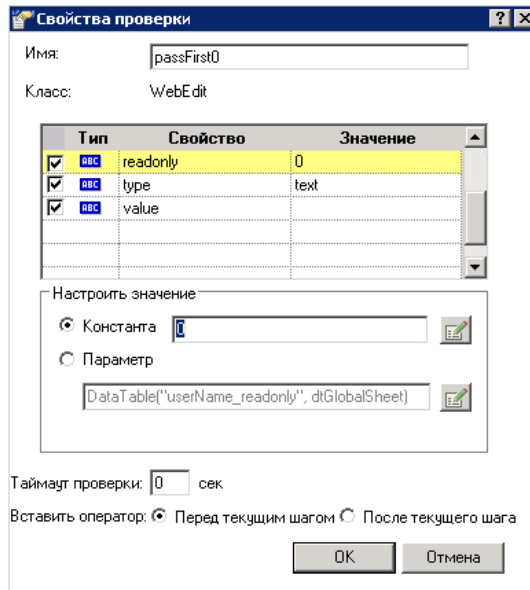 Свойства проверки
Имя: passFirst0
Класс: WebEdit
Тип Свойство Значение
ABC readonly 0
ABC type text
ABC value
Настроить значение
Константа 0
Параметр
DataTable("userName_readonly", dtGlobalSheet)
Таймаут проверки: 0 сек
Вставить оператор: Перед текущим шагом После текущего шага
OK Отмена